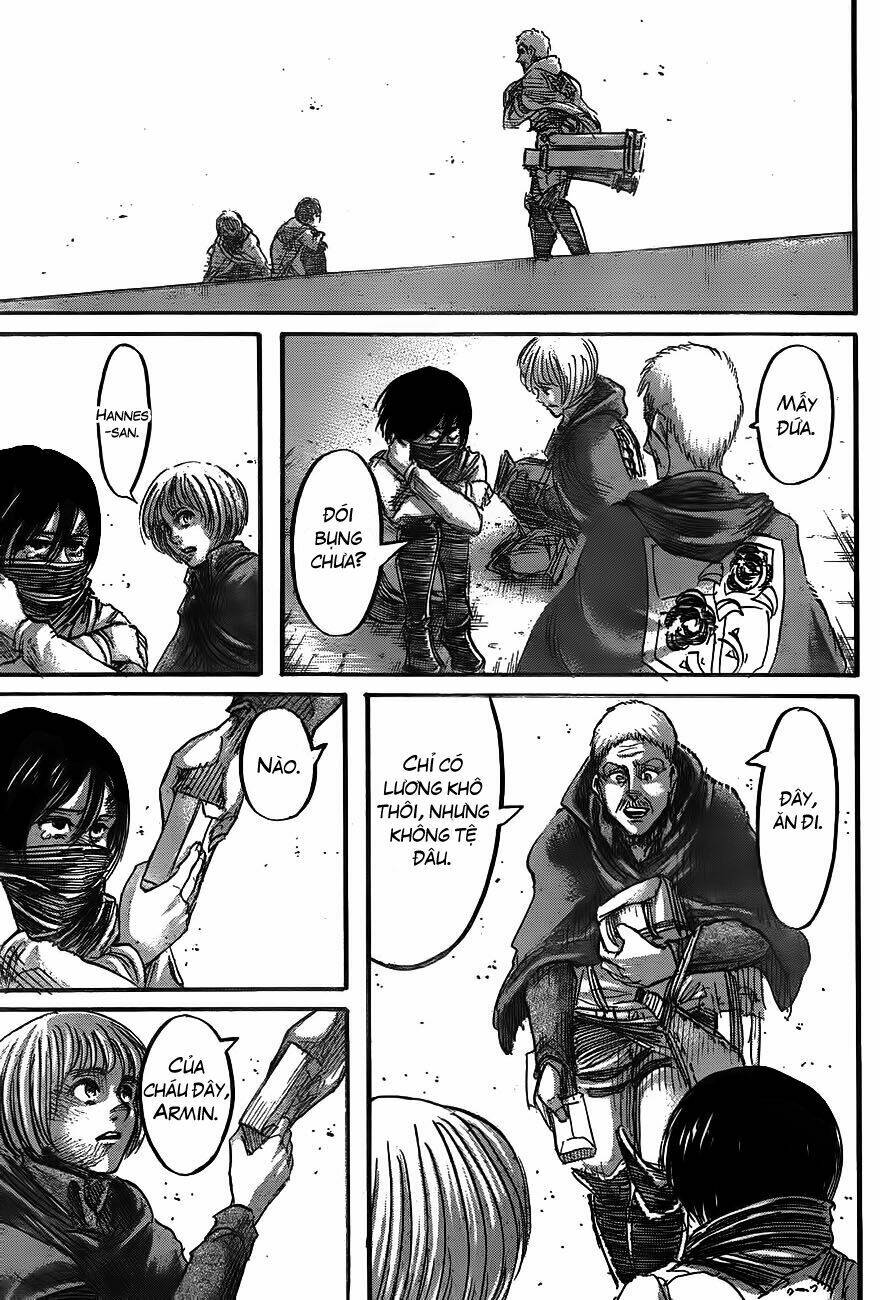 MẤY
ĐỨA.
ĐÓI
BỤNG
CHƯA?
HANNES
-SAN.
ĐÂY,
ĂN ĐI.
CHỈ CÓ
LƯƠNG KHÔ
THÔI, NHƯNG
KHÔNG TỆ
ĐÂU.
NÀO.
CỦA
CHÁU ĐÂY,
ARMIN.